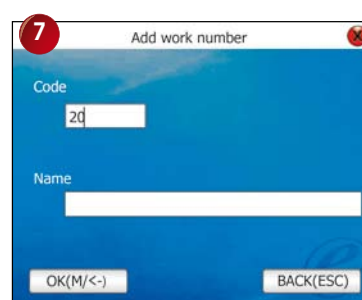 7
Add work number
X
Code
20
Name
OK(M/<-)
BACK(ESC)